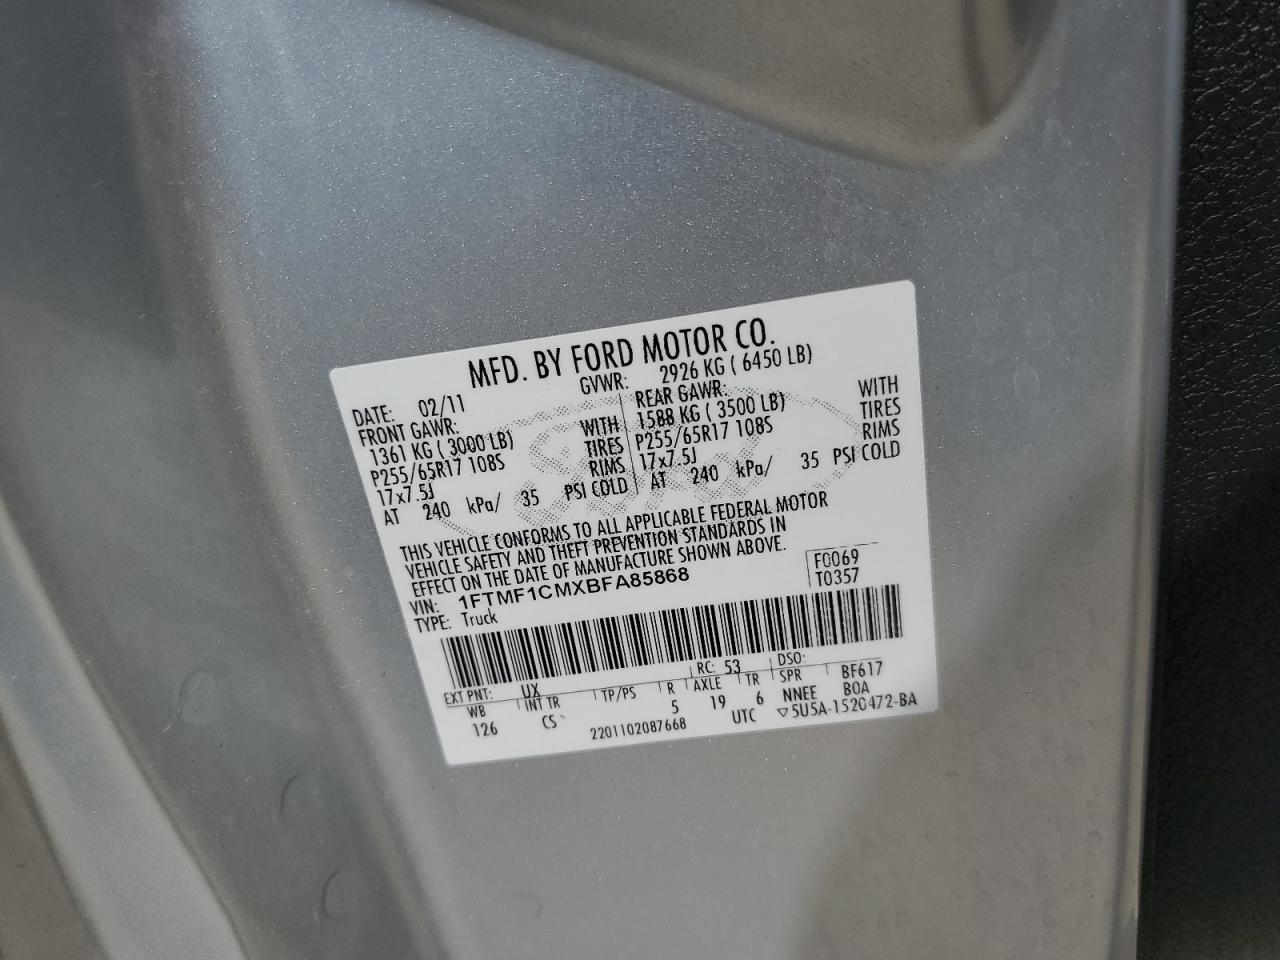 MFD. BY FORD MOTOR CO.
DATE: 02/11 GVWR: 2926 KG ( 6450 LB)
FRONT GAWR: REAR GAWR:
1361 KG ( 3000 LB) WITH 1588 KG ( 3500 LB) WITH
P255/65R17 108S TIRES P255/65R17 108S TIRES
17x7.5J RIMS 17x7.5J RIMS
AT 240 kPa/ 35 PSI COLD AT 240 kPa/ 35 PSI COLD
THIS VEHICLE CONFORMS TO ALL APPLICABLE FEDERAL MOTOR
VEHICLE SAFETY AND THEFT PREVENTION STANDARDS IN
EFFECT ON THE DATE OF MANUFACTURE SHOWN ABOVE.
VIN: 1FTMF1CMXBFA85868 F0069
TYPE: Truck T0357
EXT PNT: UX RC: 53 DSO:
WB INT TR TP/PS R AXLE TR SPR BF617
126 CS 5 19 6 NNEE BOA
2201102087668 UTC ▽5U5A-1520472-BA